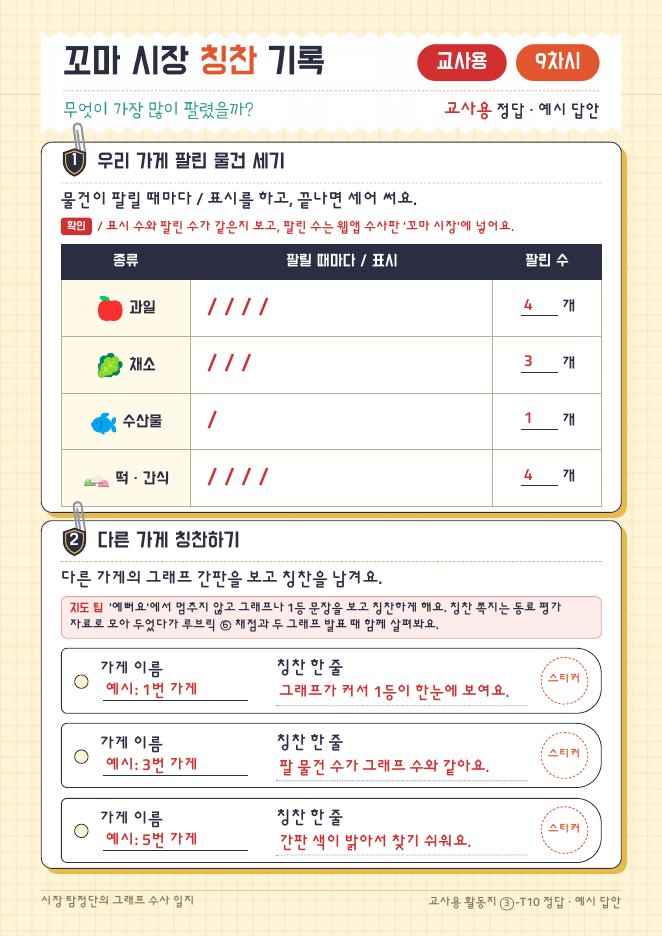 꼬마 시장 칭찬 기록
교사용
9차시
무엇이 가장 많이 팔렸을까?
교사용 정답 · 예시 답안
1 우리 가게 팔린 물건 세기
물건이 팔릴 때마다 / 표시를 하고, 끝나면 세어 써요.
확인 / 표시 수와 팔린 수가 같은지 보고, 팔린 수는 웹앱 수사판 '꼬마 시장'에 넣어요.
종류 팔릴 때마다 / 표시 팔린 수
과일 / / / / 4 개
채소 / / / 3 개
수산물 / 1 개
떡 · 간식 / / / / 4 개
2 다른 가게 칭찬하기
다른 가게의 그래프 간판을 보고 칭찬을 남겨요.
지도 팁 '예뻐요'에서 멈추지 않고 그래프나 1등 문장을 보고 칭찬하게 해요. 칭찬 쪽지는 동료 평가
자료로 모아 두었다가 루브릭 ⑥ 채점과 두 그래프 발표 때 함께 살펴봐요.
가게 이름 칭찬 한 줄
예시: 1번 가게 그래프가 커서 1등이 한눈에 보여요.
스티커
가게 이름 칭찬 한 줄
예시: 3번 가게 팔 물건 수가 그래프 수와 같아요.
스티커
가게 이름 칭찬 한 줄
예시: 5번 가게 간판 색이 밝아서 찾기 쉬워요.
스티커
시장 탐정단의 그래프 수사 일지
교사용 활동지 ③-T10 정답 · 예시 답안